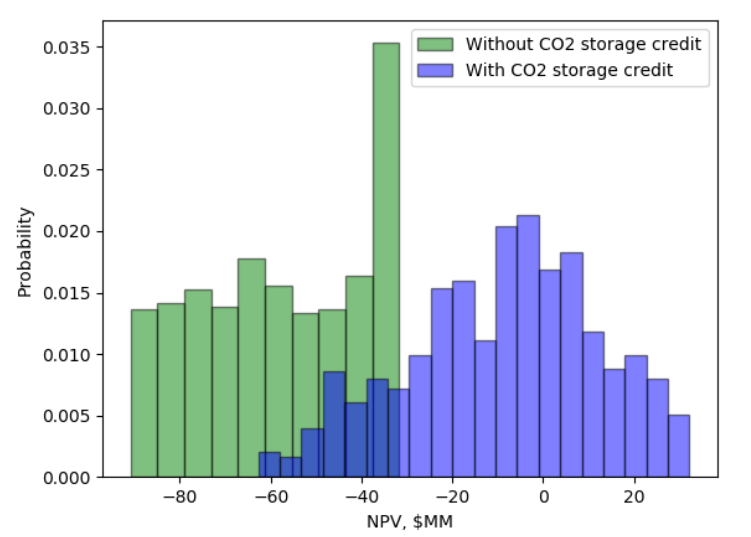 Without CO2 storage credit
With CO2 storage credit
0.035
0.030
0.025
0.020
0.015
0.010
0.005
0.000
Probability
−80 −60 −40 −20 0 20
NPV, $MM